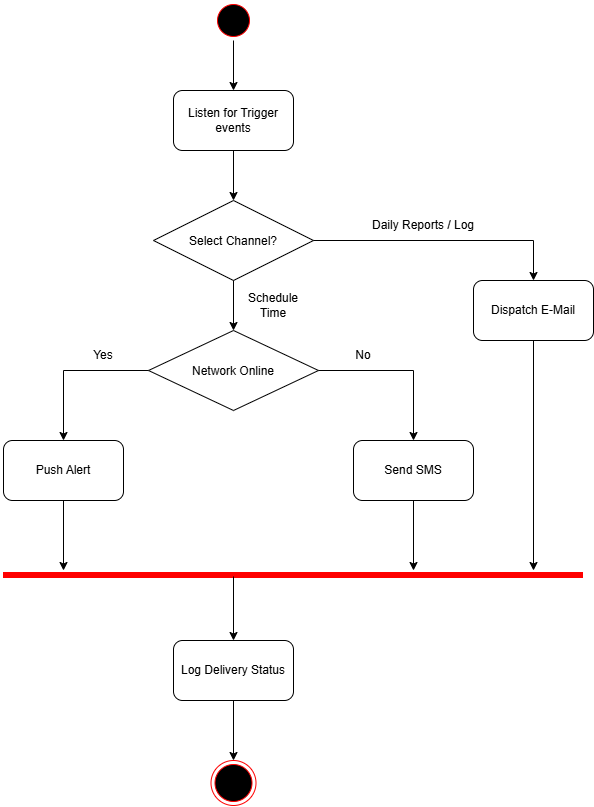 Listen for Trigger
events
Select Channel?
Daily Reports / Log
Schedule
Time
Dispatch E-Mail
Yes
Network Online
No
Push Alert
Send SMS
Log Delivery Status